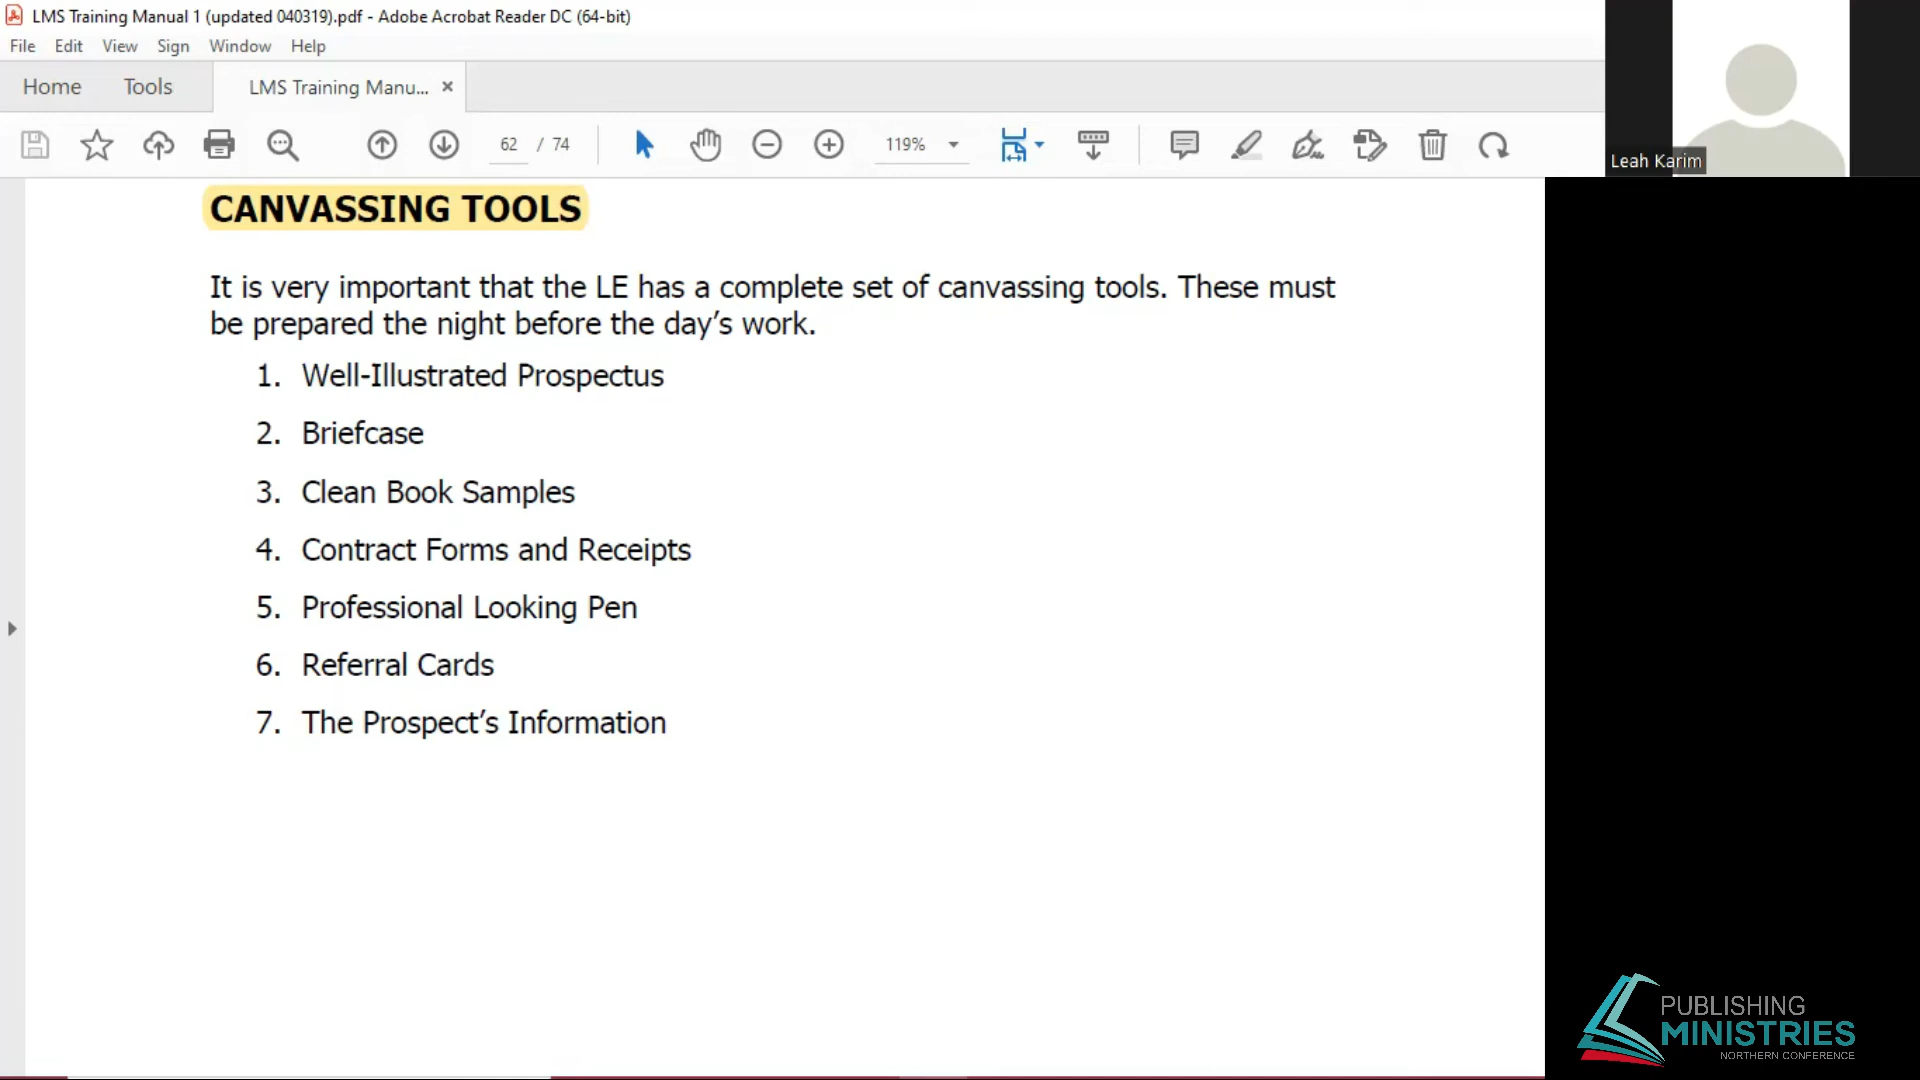 LMS Training Manual 1 (updated 040319).pdf - Adobe Acrobat Reader DC (64-bit)
File Edit View Sign Window Help
Home Tools LMS Training Manu... ×
62 / 74 119%
Leah Karim
CANVASSING TOOLS
It is very important that the LE has a complete set of canvassing tools. These must
be prepared the night before the day’s work.
1. Well-Illustrated Prospectus
2. Briefcase
3. Clean Book Samples
4. Contract Forms and Receipts
5. Professional Looking Pen
6. Referral Cards
7. The Prospect’s Information
PUBLISHING
MINISTRIES
NORTHERN CONFERENCE